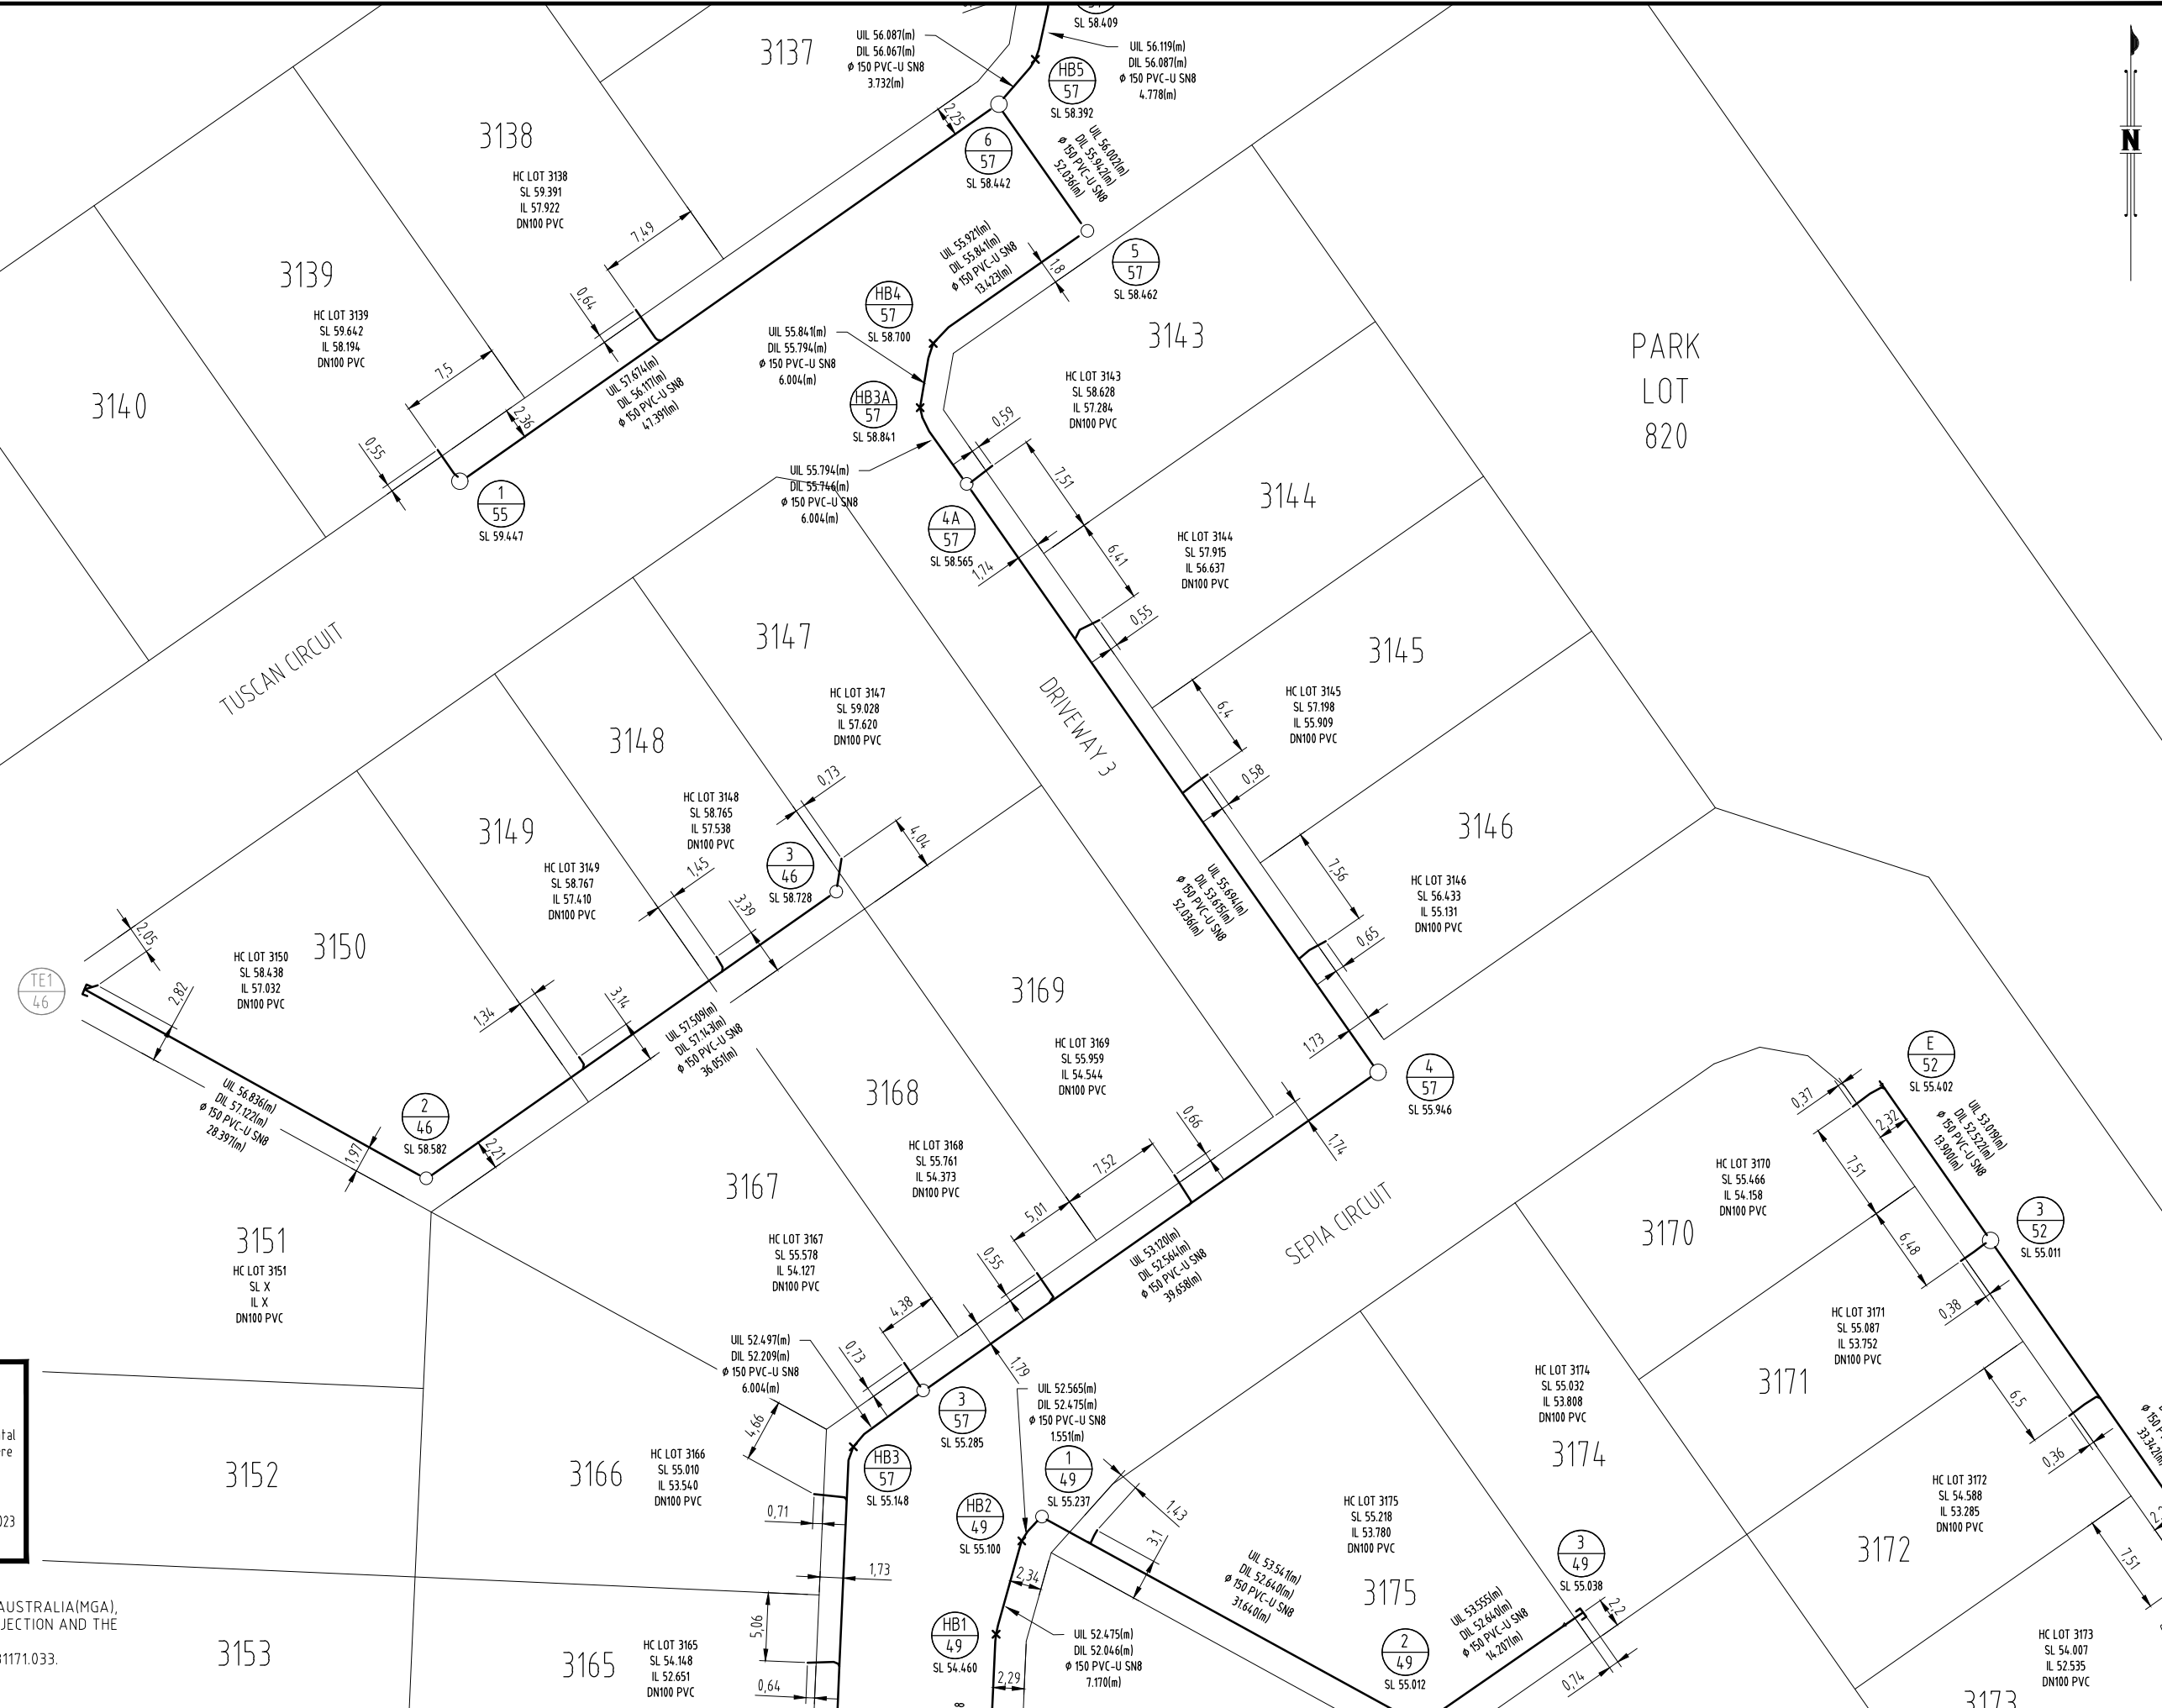 SL 58.409
UIL 56.087(m)
DIL 56.067(m)
ϕ 150 PVC-U SN8
3.732(m)
UIL 56.119(m)
DIL 56.087(m)
ϕ 150 PVC-U SN8
4.778(m)
HB5
57
SL 58.392
3137
2,25
6
57
SL 58.442
UIL 56.002(m)
DIL 55.942(m)
ϕ 150 PVC-U SN8
52.036(m)
N
3138
HC LOT 3138
SL 59.391
IL 57.922
DN100 PVC
7,49
0,64
3139
HC LOT 3139
SL 59.642
IL 58.194
DN100 PVC
7,5
2,36
0,55
3140
UIL 57.674(m)
DIL 56.117(m)
ϕ 150 PVC-U SN8
47.391(m)
1
55
SL 59.447
UIL 55.921(m)
DIL 55.841(m)
ϕ 150 PVC-U SN8
13.423(m)
1,8
5
57
SL 58.462
HB4
57
SL 58.700
UIL 55.841(m)
DIL 55.794(m)
ϕ 150 PVC-U SN8
6.004(m)
HB3A
57
SL 58.841
UIL 55.794(m)
DIL 55.746(m)
ϕ 150 PVC-U SN8
6.004(m)
4A
57
SL 58.565
3143
HC LOT 3143
SL 58.628
IL 57.284
DN100 PVC
0,59
7,51
1,74
6,41
0,55
3144
HC LOT 3144
SL 57.915
IL 56.637
DN100 PVC
PARK
LOT
820
3145
HC LOT 3145
SL 57.198
IL 55.909
DN100 PVC
6,4
0,58
3146
HC LOT 3146
SL 56.433
IL 55.131
DN100 PVC
7,56
0,65
1,73
TUSCAN CIRCUIT
DRIVEWAY 3
UIL 55.694(m)
DIL 53.615(m)
ϕ 150 PVC-U SN8
52.036(m)
4
57
SL 55.946
3147
HC LOT 3147
SL 59.028
IL 57.620
DN100 PVC
0,73
4,04
3148
HC LOT 3148
SL 58.765
IL 57.538
DN100 PVC
3
46
SL 58.728
1,45
3,39
3149
HC LOT 3149
SL 58.767
IL 57.410
DN100 PVC
1,34
3,14
UIL 57.509(m)
DIL 57.143(m)
ϕ 150 PVC-U SN8
36.051(m)
3150
HC LOT 3150
SL 58.438
IL 57.032
DN100 PVC
2,05
2,82
TE1
46
UIL 56.836(m)
DIL 57.122(m)
ϕ 150 PVC-U SN8
28.397(m)
2
46
SL 58.582
1,97
2,21
3151
HC LOT 3151
SL X
IL X
DN100 PVC
3152
3153
3169
HC LOT 3169
SL 55.959
IL 54.544
DN100 PVC
0,66
7,52
1,74
3168
HC LOT 3168
SL 55.761
IL 54.373
DN100 PVC
5,01
0,55
3167
HC LOT 3167
SL 55.578
IL 54.127
DN100 PVC
4,38
0,73
1,79
UIL 53.120(m)
DIL 52.564(m)
ϕ 150 PVC-U SN8
39.658(m)
SEPIA CIRCUIT
UIL 52.497(m)
DIL 52.209(m)
ϕ 150 PVC-U SN8
6.004(m)
3
57
SL 55.285
HB3
57
SL 55.148
4,66
3166
HC LOT 3166
SL 55.010
IL 53.540
DN100 PVC
0,71
1,73
5,06
3165
HC LOT 3165
SL 54.148
IL 52.651
DN100 PVC
0,64
UIL 52.565(m)
DIL 52.475(m)
ϕ 150 PVC-U SN8
1.551(m)
1
49
SL 55.237
HB2
49
SL 55.100
2,34
HB1
49
SL 54.460
2,29
UIL 52.475(m)
DIL 52.046(m)
ϕ 150 PVC-U SN8
7.170(m)
1,43
3,1
UIL 53.541(m)
DIL 52.640(m)
ϕ 150 PVC-U SN8
31.640(m)
3175
HC LOT 3175
SL 55.218
IL 53.780
DN100 PVC
3174
HC LOT 3174
SL 55.032
IL 53.808
DN100 PVC
3
49
SL 55.038
UIL 53.555(m)
DIL 52.640(m)
ϕ 150 PVC-U SN8
14.207(m)
2
49
SL 55.012
2,2
0,74
E
52
SL 55.402
0,37
2,32
UIL 53.019(m)
DIL 52.522(m)
ϕ 150 PVC-U SN8
13.900(m)
7,51
3170
HC LOT 3170
SL 55.466
IL 54.158
DN100 PVC
6,48
3
52
SL 55.011
0,38
3171
HC LOT 3171
SL 55.087
IL 53.752
DN100 PVC
6,5
0,36
33.342(m)
3172
HC LOT 3172
SL 54.588
IL 53.285
DN100 PVC
7,51
3173
HC LOT 3173
SL 54.007
IL 52.535
DN100 PVC
AUSTRALIA(MGA),
JECTION AND THE
31171.033.